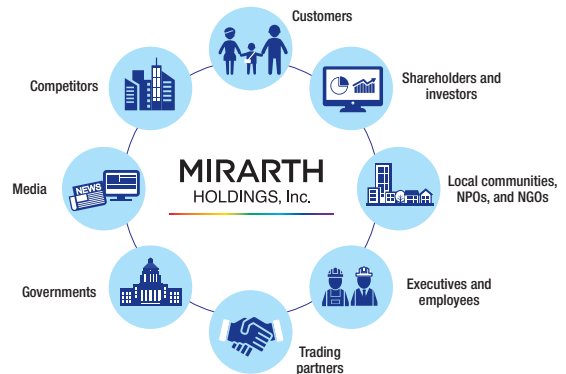 Customers
Competitors
Shareholders and
investors
NEWS
Media
MIRARTH
HOLDINGS, Inc.
Local communities,
NPOs, and NGOs
Governments
Executives and
employees
Trading
partners